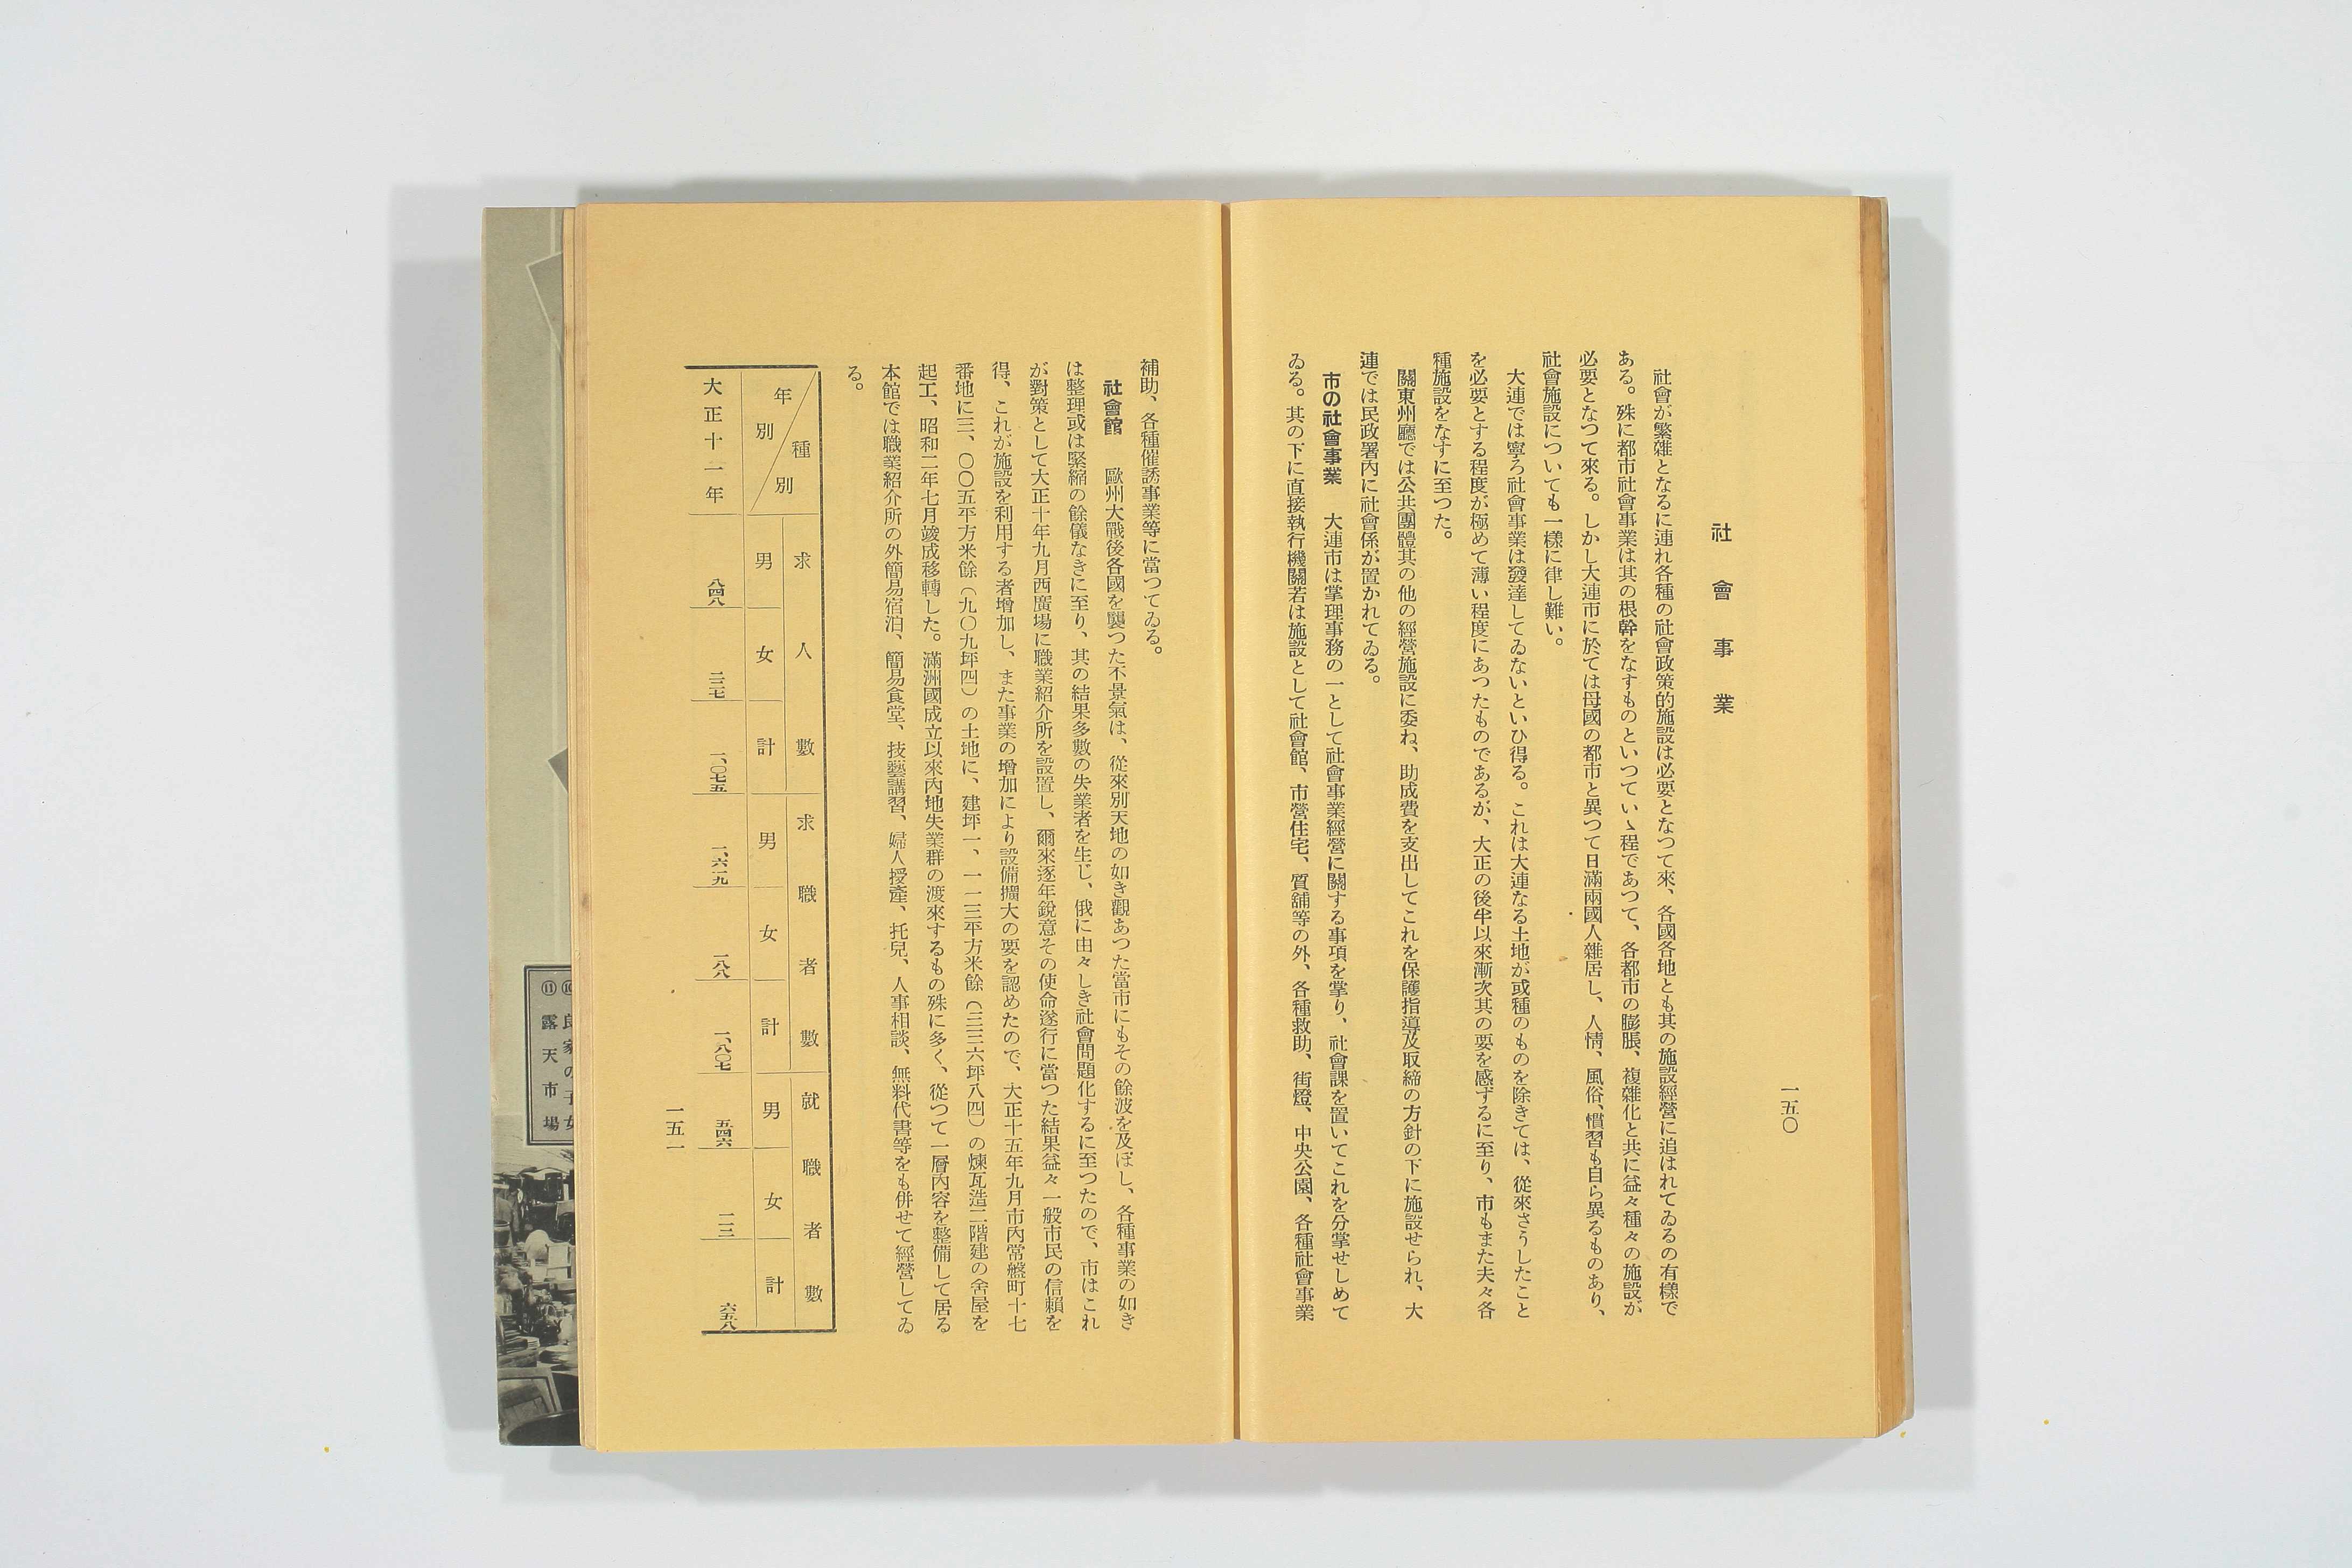 一五〇
社會事業
社會が繁雜となるに連れ各種の社會政策的施設は必要となつて來、各國各地とも其の施設經營に追はれてゐるの有樣で
ある。殊に都市社會事業は其の根幹をなすものといつていゝ程であつて、各都市の膨脹、複雜化と共に益々種々の施設が
必要となつて來る。しかし大連市に於ては母國の都市と異つて日滿兩國人雜居し、人情、風俗、慣習も自ら異るものあり、
社會施設についても一樣に律し難い。
大連では寧ろ社會事業は發達してゐないといひ得る。これは大連なる土地が或種のものを除きては、從來さうしたこと
を必要とする程度が極めて薄い程度にあつたものであるが、大正の後半以來漸次其の要を感ずるに至り、市もまた夫々各
種施設をなすに至つた。
關東州廳では公共團體其の他の經營施設に委ね、助成費を支出してこれを保護指導及取締の方針の下に施設せられ、大
連では民政署內に社會係が置かれてゐる。
市の社會事業 大連市は掌理事務の一として社會事業經營に關する事項を掌り、社會課を置いてこれを分掌せしめて
ゐる。其の下に直接執行機關若は施設として社會館、市營住宅、質舖等の外、各種救助、街燈、中央公園、各種社會事業
補助、各種催誘事業等に當つてゐる。
社會館 歐州大戰後各國を襲つた不景氣は、從來別天地の如き觀あつた當市にもその餘波を及ぼし、各種事業の如き
は整理或は緊縮の餘儀なきに至り、其の結果多數の失業者を生じ、俄に由々しき社會問題化するに至つたので、市はこれ
が對策として大正十年九月西廣場に職業紹介所を設置し、爾來逐年銳意その使命遂行に當つた結果益々一般市民の信賴を
得、これが施設を利用する者增加し、また事業の增加により設備擴大の要を認めたので、大正十五年九月市內常盤町十七
番地に三、〇〇五平方米餘（九〇九坪四）の土地に、建坪一、一一三平方米餘（三三六坪八四）の煉瓦造二階建の舍屋を
起工、昭和二年七月竣成移轉した。滿洲國成立以來內地失業群の渡來するもの殊に多く、從つて一層內容を整備して居る
本館では職業紹介所の外簡易宿泊、簡易食堂、技藝講習、婦人授產、托兒、人事相談、無料代書等をも併せて經營してゐ
る。
種別 求人數 求職者數 就職者數
年別 男 女 計 男 女 計 男 女 計
大正十一年 八四八 二二七 一、〇七五 一、六一九 一八八 一、八〇七 五四六 一一二 六五八
一五一
⑩良家の子女
⑪露天市場